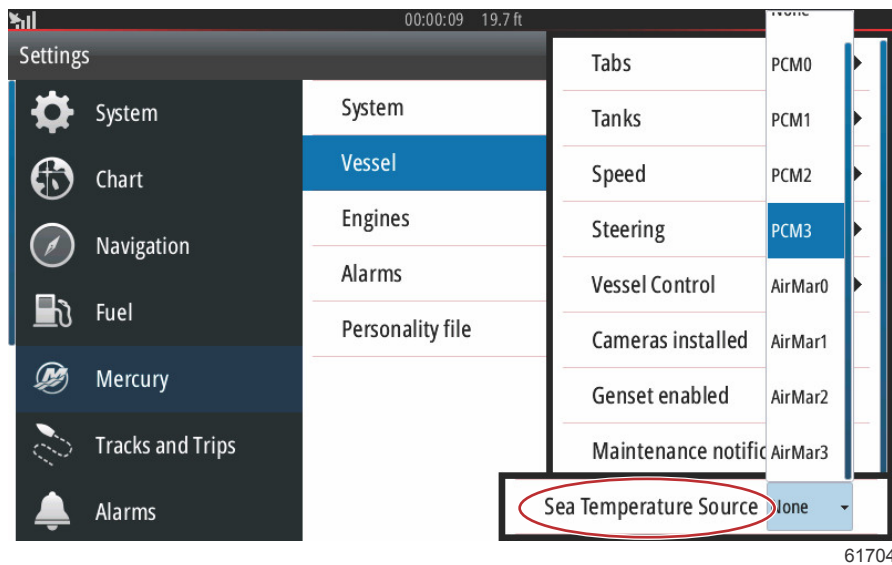 00:00:09 19.7 ft
Settings
System
Chart
Navigation
Fuel
Mercury
Tracks and Trips
Alarms
System
Vessel
Engines
Alarms
Personality file
Tabs
Tanks
Speed
Steering
Vessel Control
Cameras installed
Genset enabled
Maintenance notific
Sea Temperature Source
None
PCM0
PCM1
PCM2
PCM3
AirMar0
AirMar1
AirMar2
AirMar3
None
61704